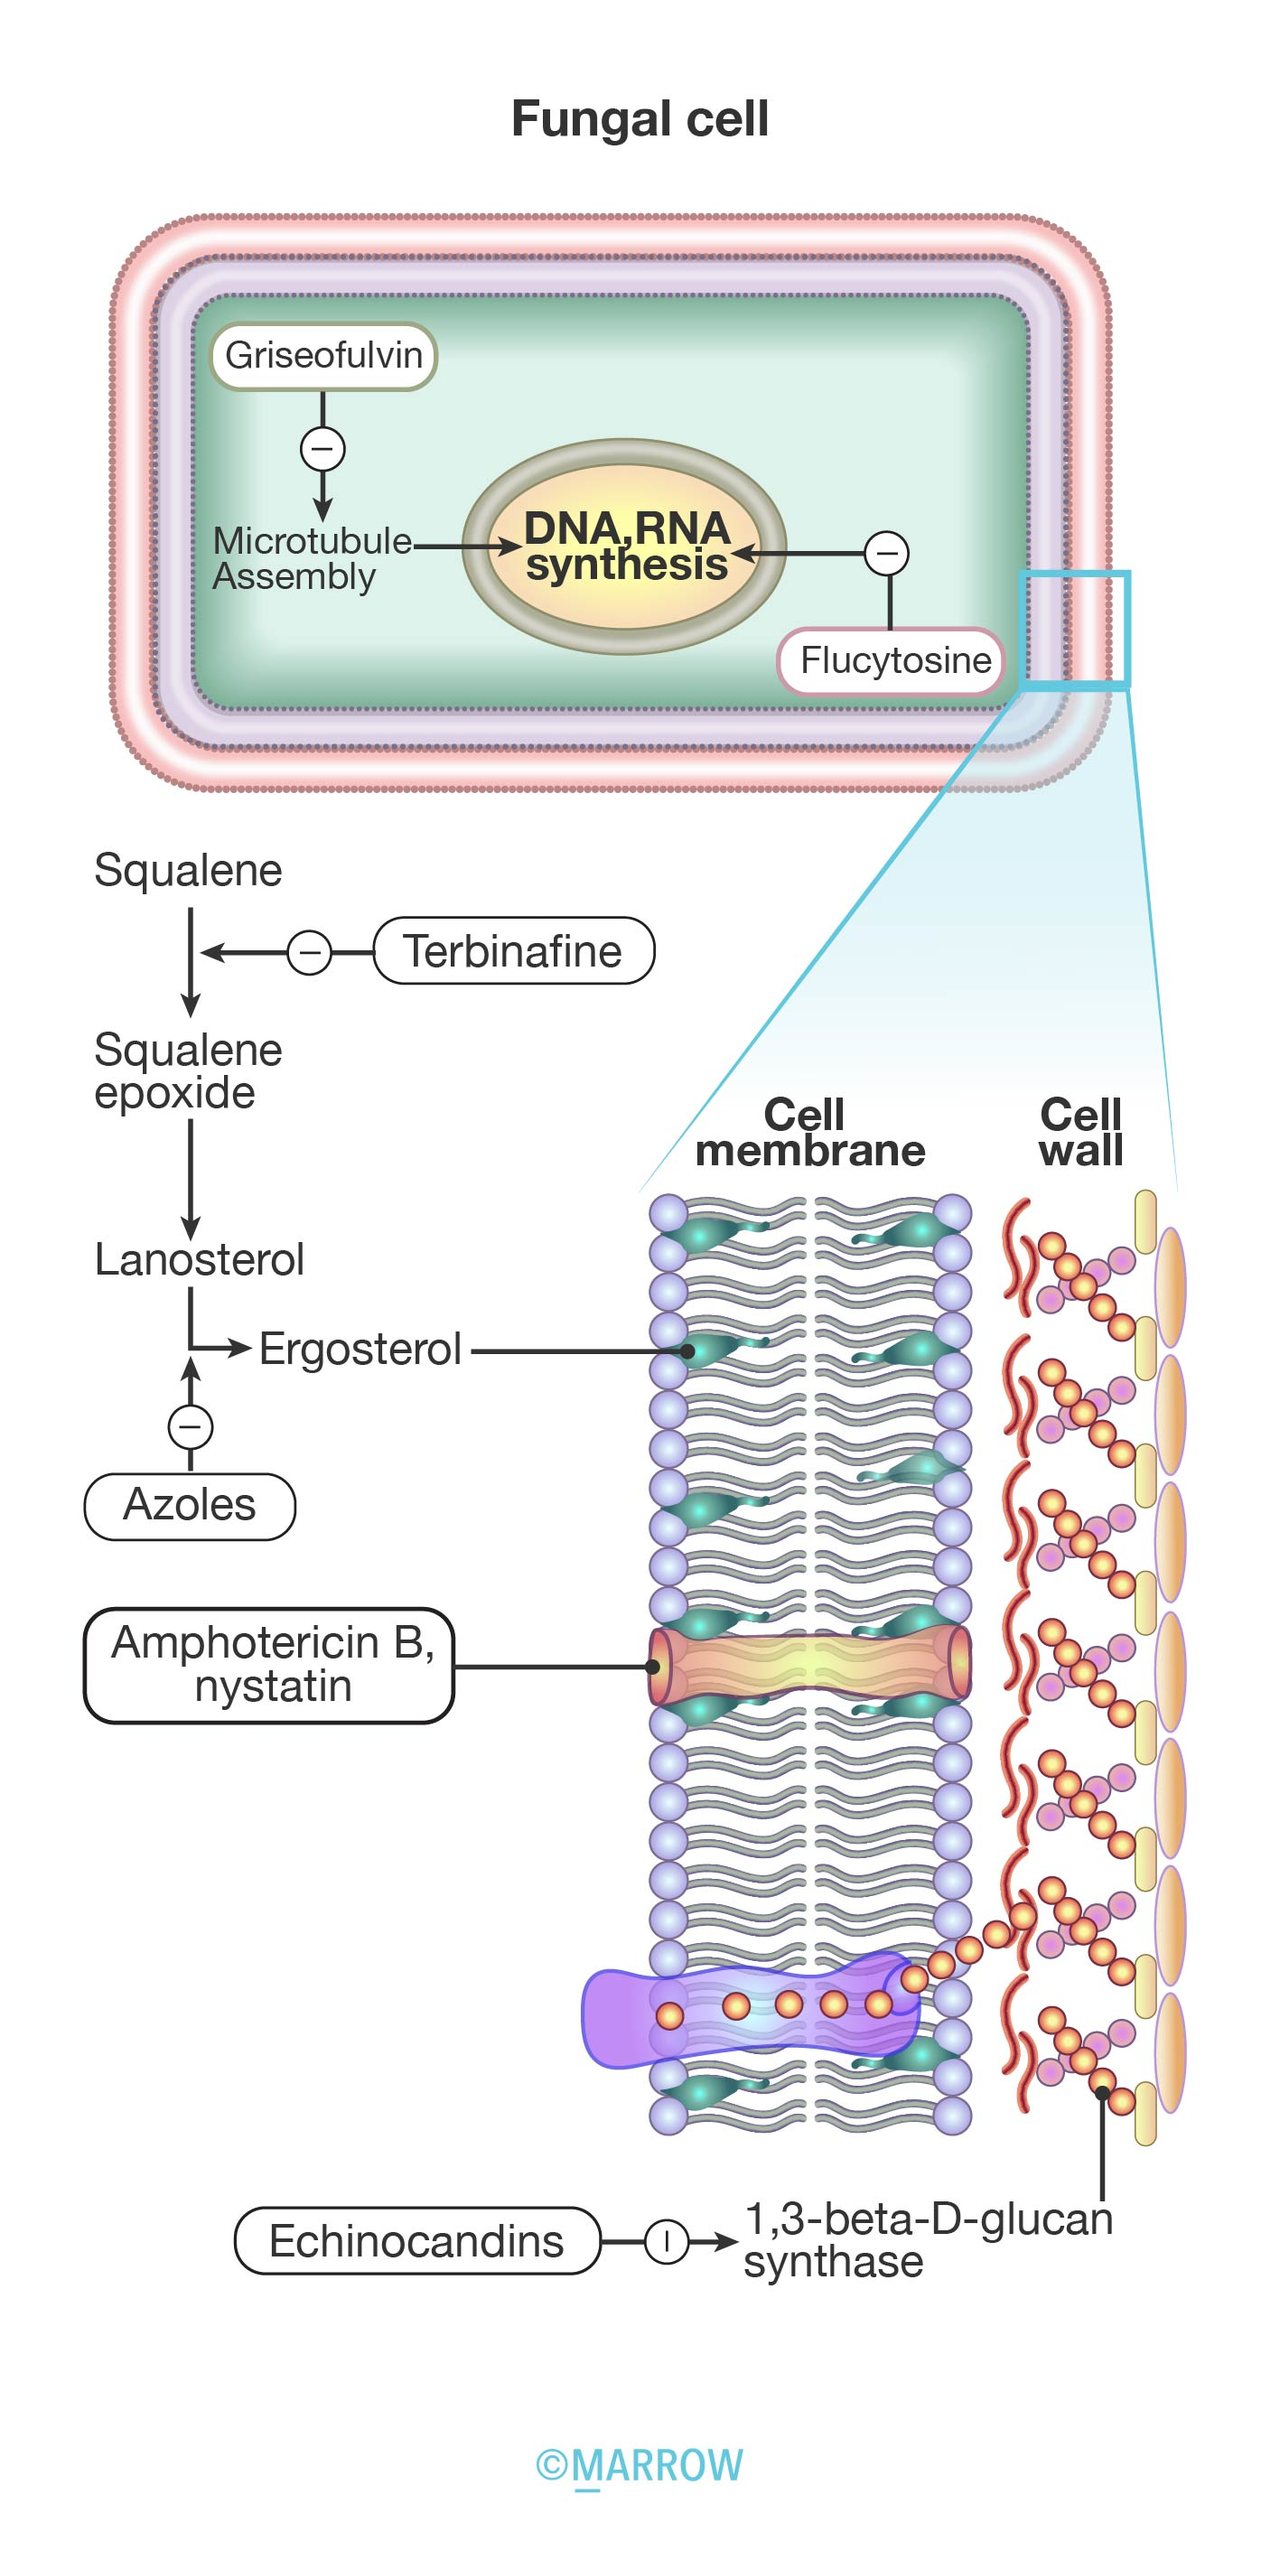 Fungal cell
Griseofulvin
Microtubule
Assembly
DNA,RNA
synthesis
Flucytosine
Squalene
Terbinafine
Squalene
epoxide
Cell
membrane
Cell
wall
Lanosterol
Ergosterol
Azoles
Amphotericin B,
nystatin
Echinocandins
1,3-beta-D-glucan
synthase
©MARROW